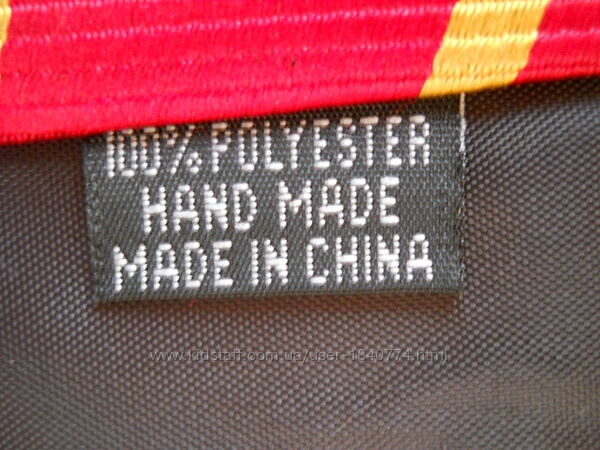 100% POLYESTER
HAND MADE
MADE IN CHINA
www.kidstaff.com.ua/user-1840774.html